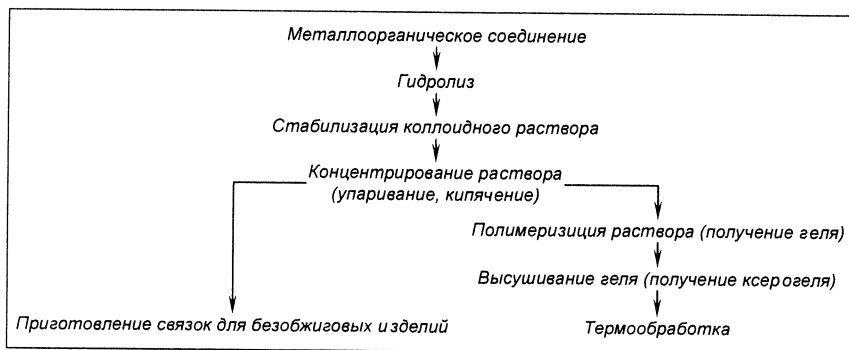 Металлоорганическое соединение
Гидролиз
Стабилизация коллоидного раствора
Концентрирование раствора
(упаривание, кипячение)
Полимеризиция раствора (получение геля)
Высушивание геля (получение ксерогеля)
Приготовление связок для безобжиговых изделий
Термообработка